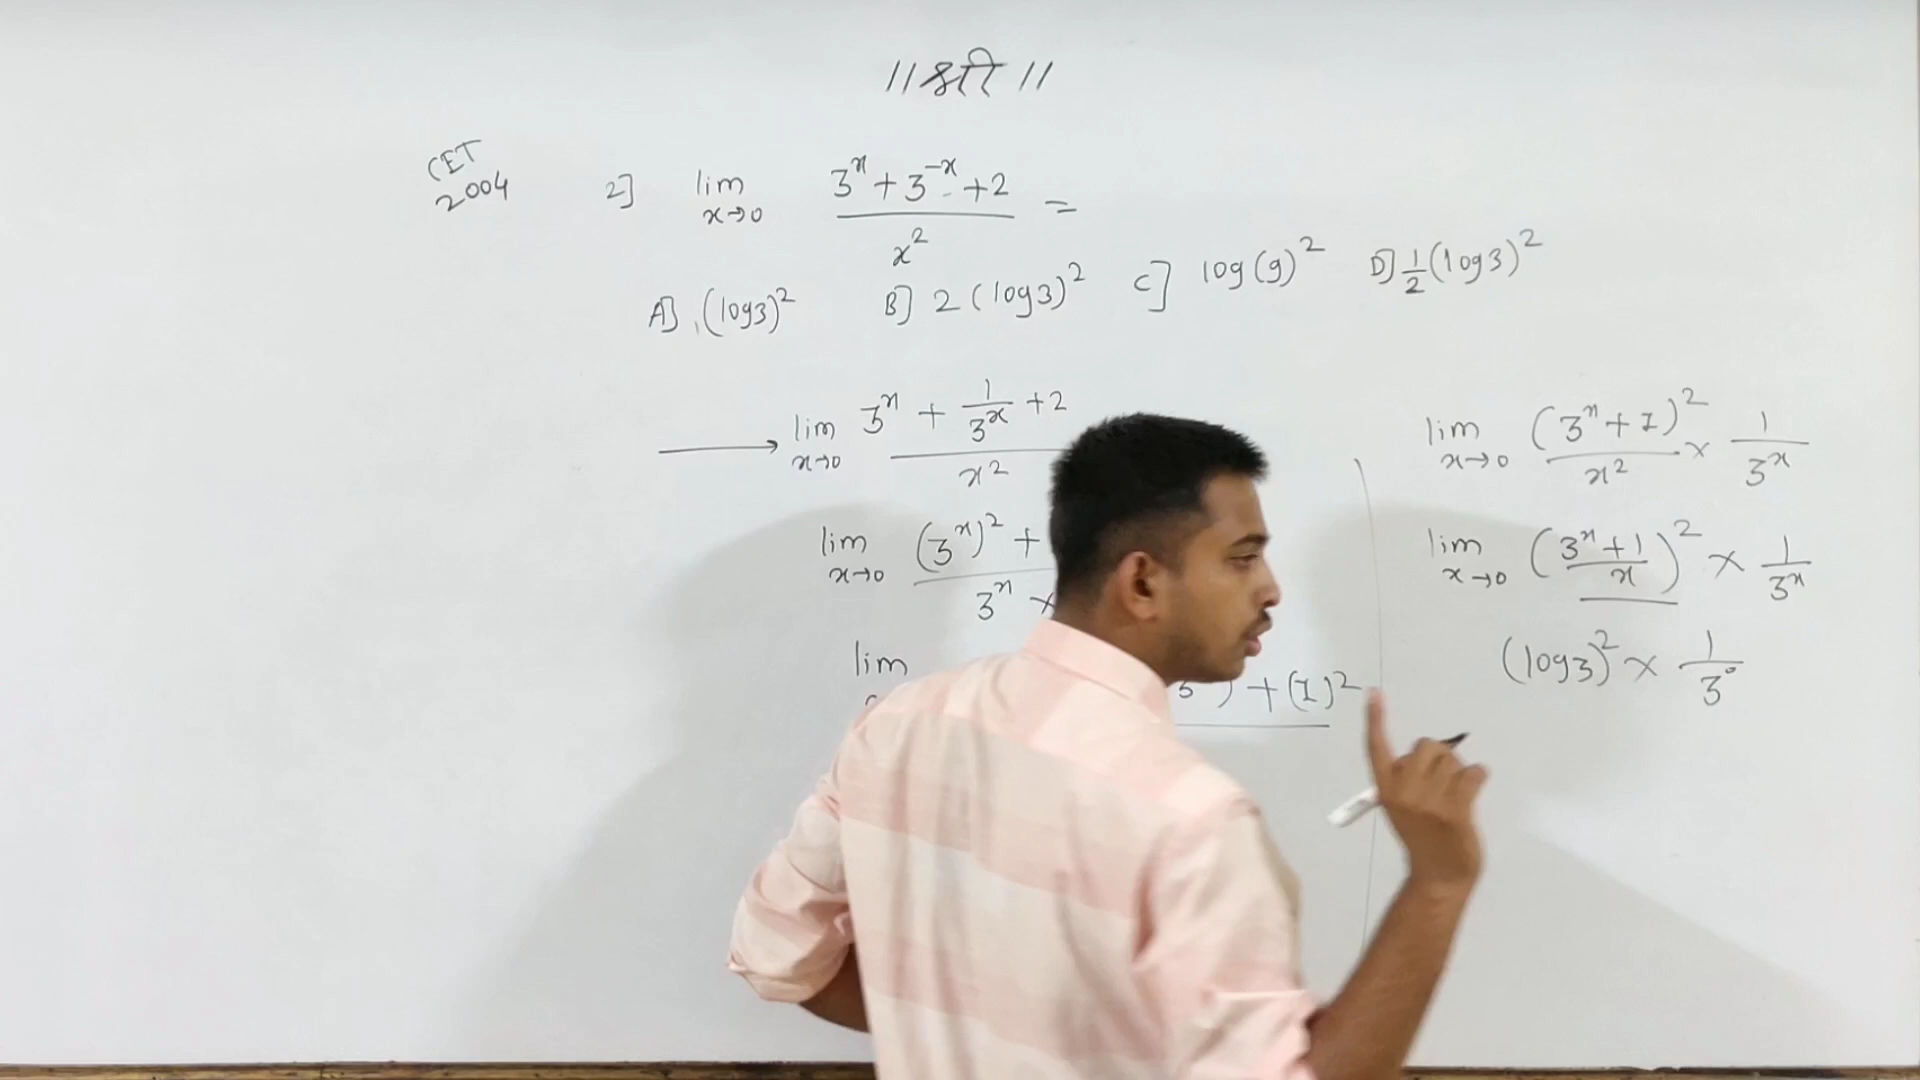 ॥ श्री ॥
CET
2004
2] lim x→0 (3^x + 3^-x + 2) / x^2 =
A] (log3)^2 B] 2(log3)^2 C] log(9)^2 D] 1/2 (log3)^2
lim x→0 (3^x + 1/3^x + 2) / x^2
lim x→0 (3^x)^2 + / 3^x ×
lim ) + (1)^2
lim x→0 (3^x + 1)^2 / x^2 × 1/3^x
lim x→0 ((3^x + 1) / x)^2 × 1/3^x
(log3)^2 × 1/3^0